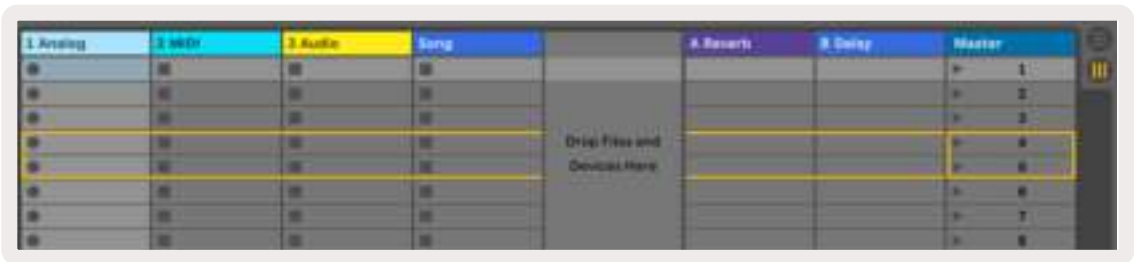 1 Analog 2 MIDI 3 Audio Song A Reverb B Delay Master
1
2
3
4
Drop Files and
5
Devices Here
6
7
8